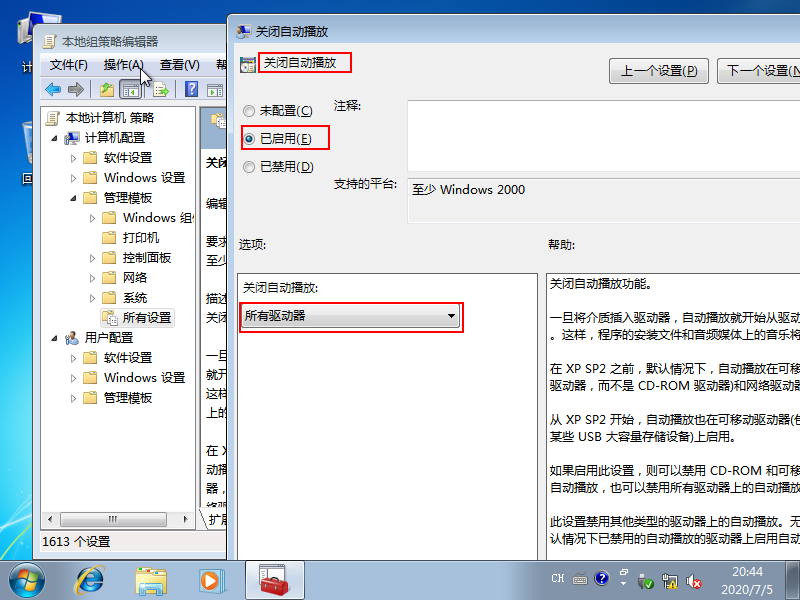 本地组策略编辑器
文件(F) 操作(A) 查看(V)
本地计算机 策略
计算机配置
软件设置
Windows 设置
管理模板
Windows 组
打印机
控制面板
网络
系统
所有设置
用户配置
软件设置
Windows 设置
管理模板
1613 个设置
编辑
要求
至少
描述
关闭
一旦
就开
这样
上的
在 X
动播
器，
扩展
关闭自动播放
关闭自动播放
上一个设置(P)
下一个设置(N
未配置(C)
已启用(E)
已禁用(D)
注释:
支持的平台:
至少 Windows 2000
选项:
帮助:
关闭自动播放:
所有驱动器
关闭自动播放功能。
一旦将介质插入驱动器，自动播放就开始从驱动
。这样，程序的安装文件和音频媒体上的音乐将
在 XP SP2 之前，默认情况下，自动播放在可移
驱动器，而不是 CD-ROM 驱动器)和网络驱动器
从 XP SP2 开始，自动播放也在可移动驱动器(包
某些 USB 大容量存储设备)上启用。
如果启用此设置，则可以禁用 CD-ROM 和可移
自动播放，也可以禁用所有驱动器上的自动播放
此设置禁用其他类型的驱动器上的自动播放。无
认情况下已禁用的自动播放的驱动器上启用自动
CH
20:44
2020/7/5